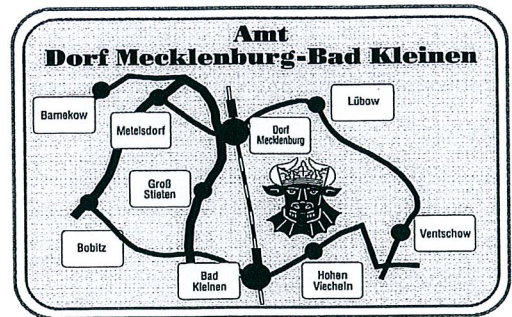 Amt
Dorf Mecklenburg-Bad Kleinen
Barnekow
Metelsdorf
Dorf
Mecklenburg
Lübow
Groß
Stieten
Bobitz
Bad
Kleinen
Hohen
Viecheln
Ventschow